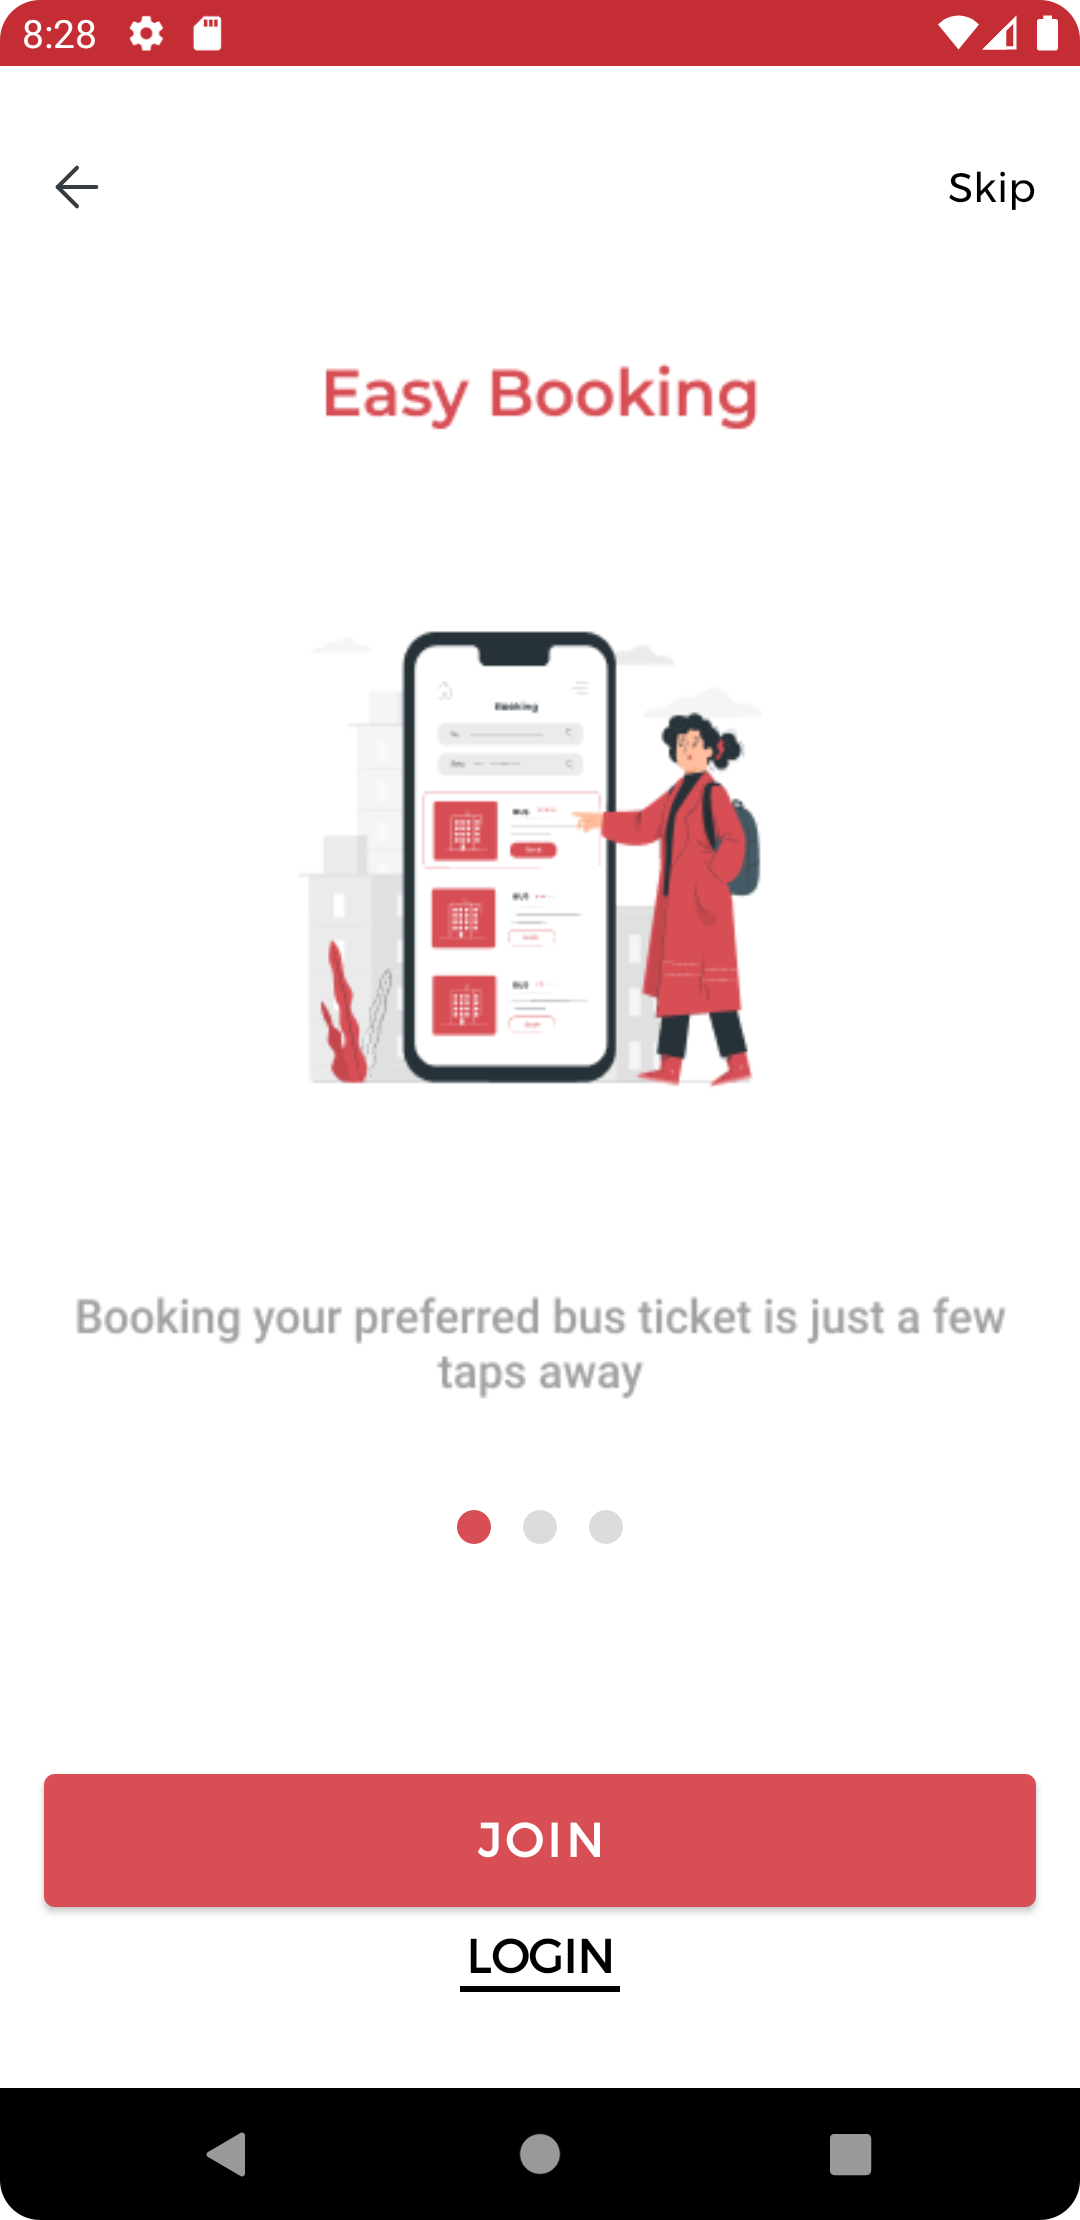 8:28
Skip
Easy Booking
Booking
BUS
BUS
BUS
Booking your preferred bus ticket is just a few
taps away
JOIN
LOGIN